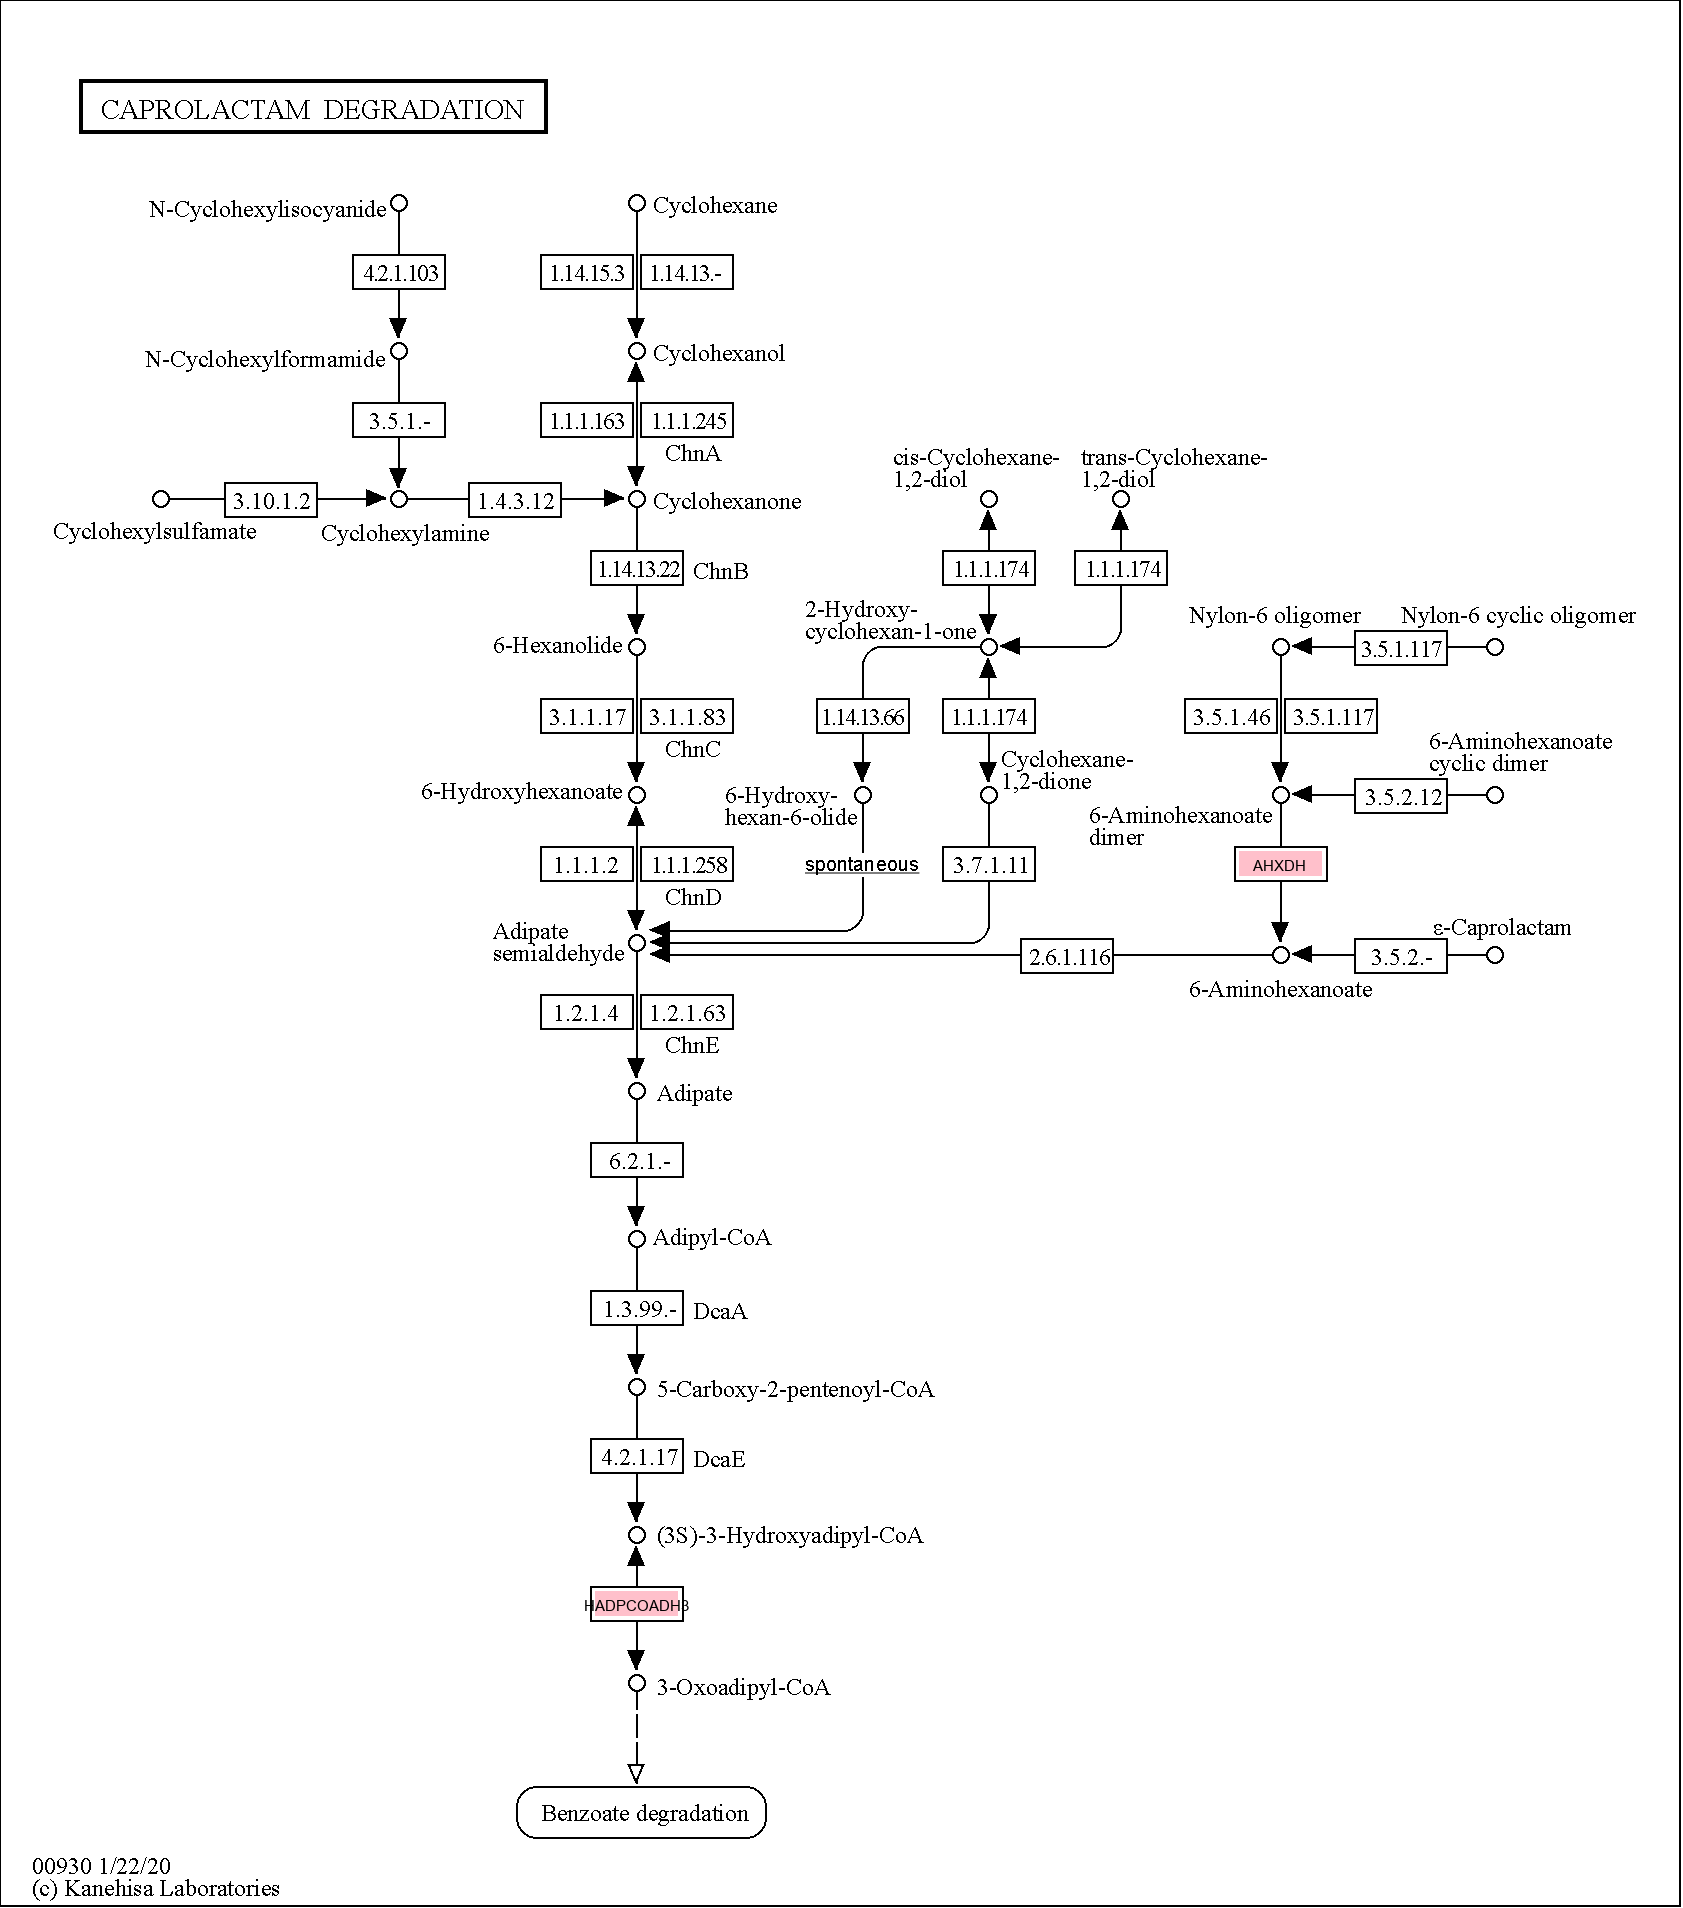 CAPROLACTAM DEGRADATION
N-Cyclohexylisocyanide
Cyclohexane
4.2.1.103
1.14.15.3
1.14.13.-
N-Cyclohexylformamide
Cyclohexanol
3.5.1.-
1.1.1.163
1.1.1.245
ChnA
cis-Cyclohexane-
1,2-diol
trans-Cyclohexane-
1,2-diol
3.10.1.2
1.4.3.12
Cyclohexanone
Cyclohexylsulfamate
Cyclohexylamine
1.14.13.22
ChnB
1.1.1.174
1.1.1.174
2-Hydroxy-
cyclohexan-1-one
Nylon-6 oligomer
Nylon-6 cyclic oligomer
6-Hexanolide
3.5.1.117
3.1.1.17
3.1.1.83
ChnC
1.14.13.66
1.1.1.174
3.5.1.46
3.5.1.117
6-Aminohexanoate
cyclic dimer
Cyclohexane-
1,2-dione
6-Hydroxyhexanoate
6-Hydroxy-
hexan-6-olide
3.5.2.12
6-Aminohexanoate
dimer
1.1.1.2
1.1.1.258
ChnD
spontaneous
3.7.1.11
AHXDH
Adipate
semialdehyde
ε-Caprolactam
2.6.1.116
3.5.2.-
6-Aminohexanoate
1.2.1.4
1.2.1.63
ChnE
Adipate
6.2.1.-
Adipyl-CoA
1.3.99.-
DcaA
5-Carboxy-2-pentenoyl-CoA
4.2.1.17
DcaE
(3S)-3-Hydroxyadipyl-CoA
HADPCOADH3
3-Oxoadipyl-CoA
Benzoate degradation
00930 1/22/20
(c) Kanehisa Laboratories